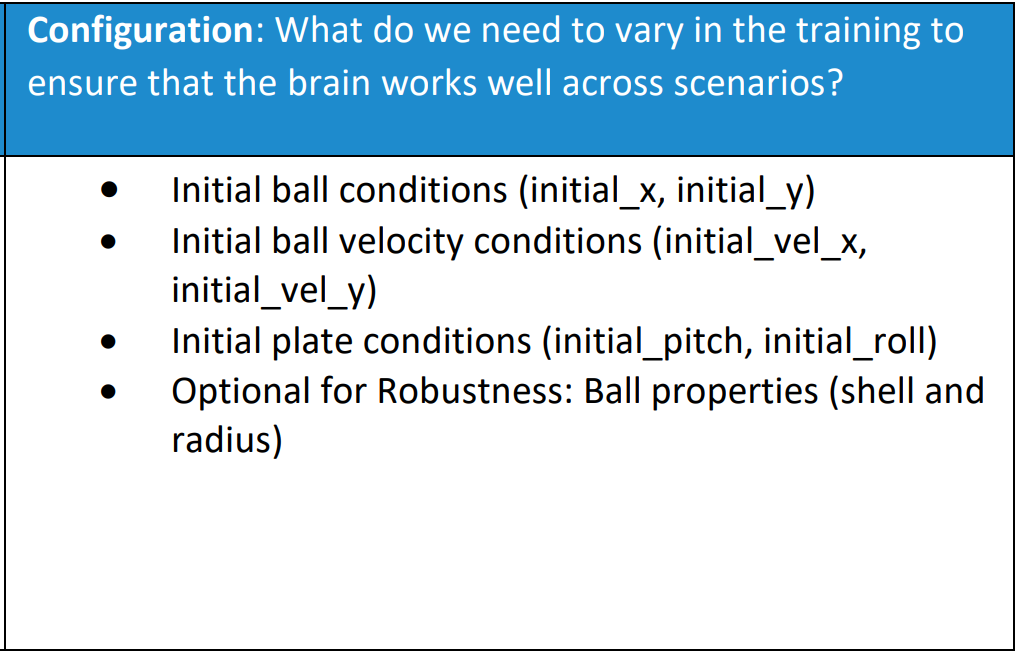 Configuration: What do we need to vary in the training to
ensure that the brain works well across scenarios?
• Initial ball conditions (initial_x, initial_y)
• Initial ball velocity conditions (initial_vel_x,
initial_vel_y)
• Initial plate conditions (initial_pitch, initial_roll)
• Optional for Robustness: Ball properties (shell and
radius)